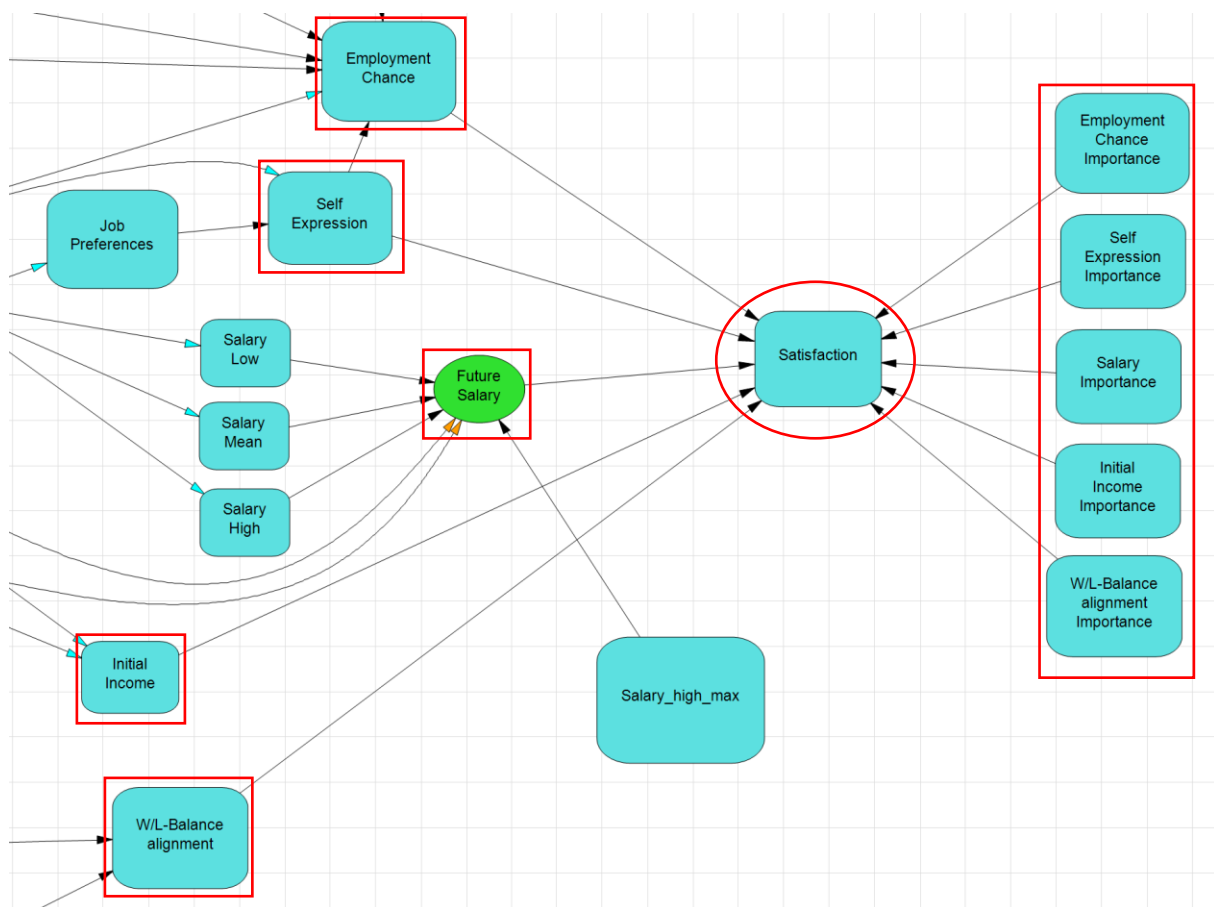 Employment
Chance
Employment
Chance
Importance
Self
Expression
Job
Preferences
Self
Expression
Importance
Salary
Low
Future
Salary
Satisfaction
Salary
Importance
Salary
Mean
Salary
High
Initial
Income
Importance
W/L-Balance
alignment
Importance
Initial
Income
Salary_high_max
W/L-Balance
alignment